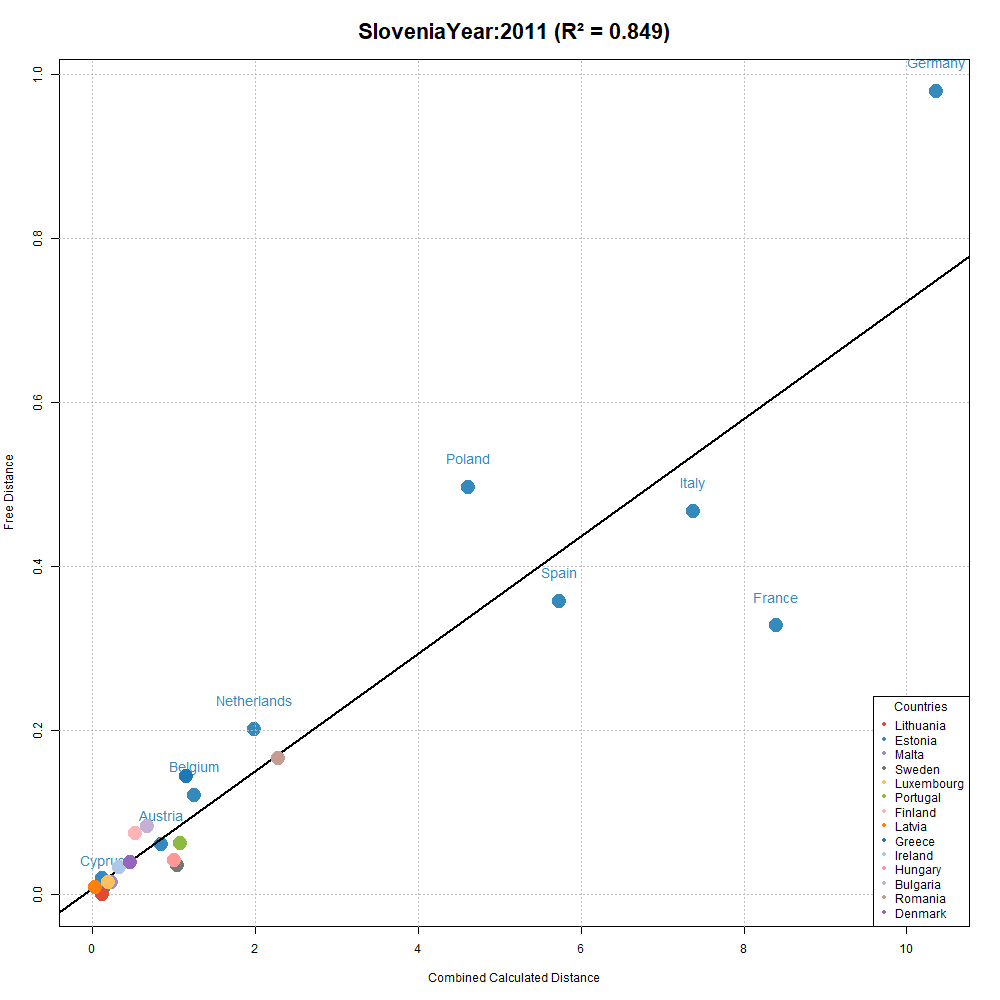 SloveniaYear:2011 (R² = 0.849)
Germany
1.0
0.8
0.6
Poland
Italy
Free Distance
0.4
Spain
France
Netherlands
0.2
Belgium
Austria
Cyprus
0.0
Countries
Lithuania
Estonia
Malta
Sweden
Luxembourg
Portugal
Finland
Latvia
Greece
Ireland
Hungary
Bulgaria
Romania
Denmark
0 2 4 6 8 10
Combined Calculated Distance